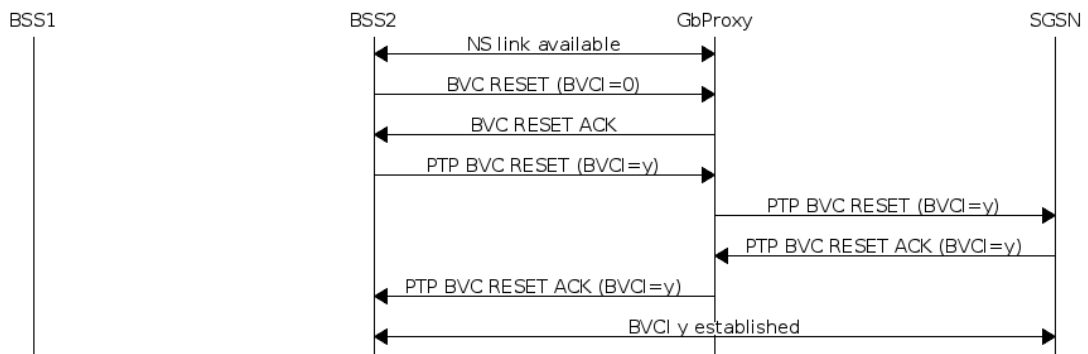 BSS1 BSS2 GbProxy SGSN
NS link available
BVC RESET (BVCI=0)
BVC RESET ACK
PTP BVC RESET (BVCI=y)
PTP BVC RESET (BVCI=y)
PTP BVC RESET ACK (BVCI=y)
PTP BVC RESET ACK (BVCI=y)
BVCI y established